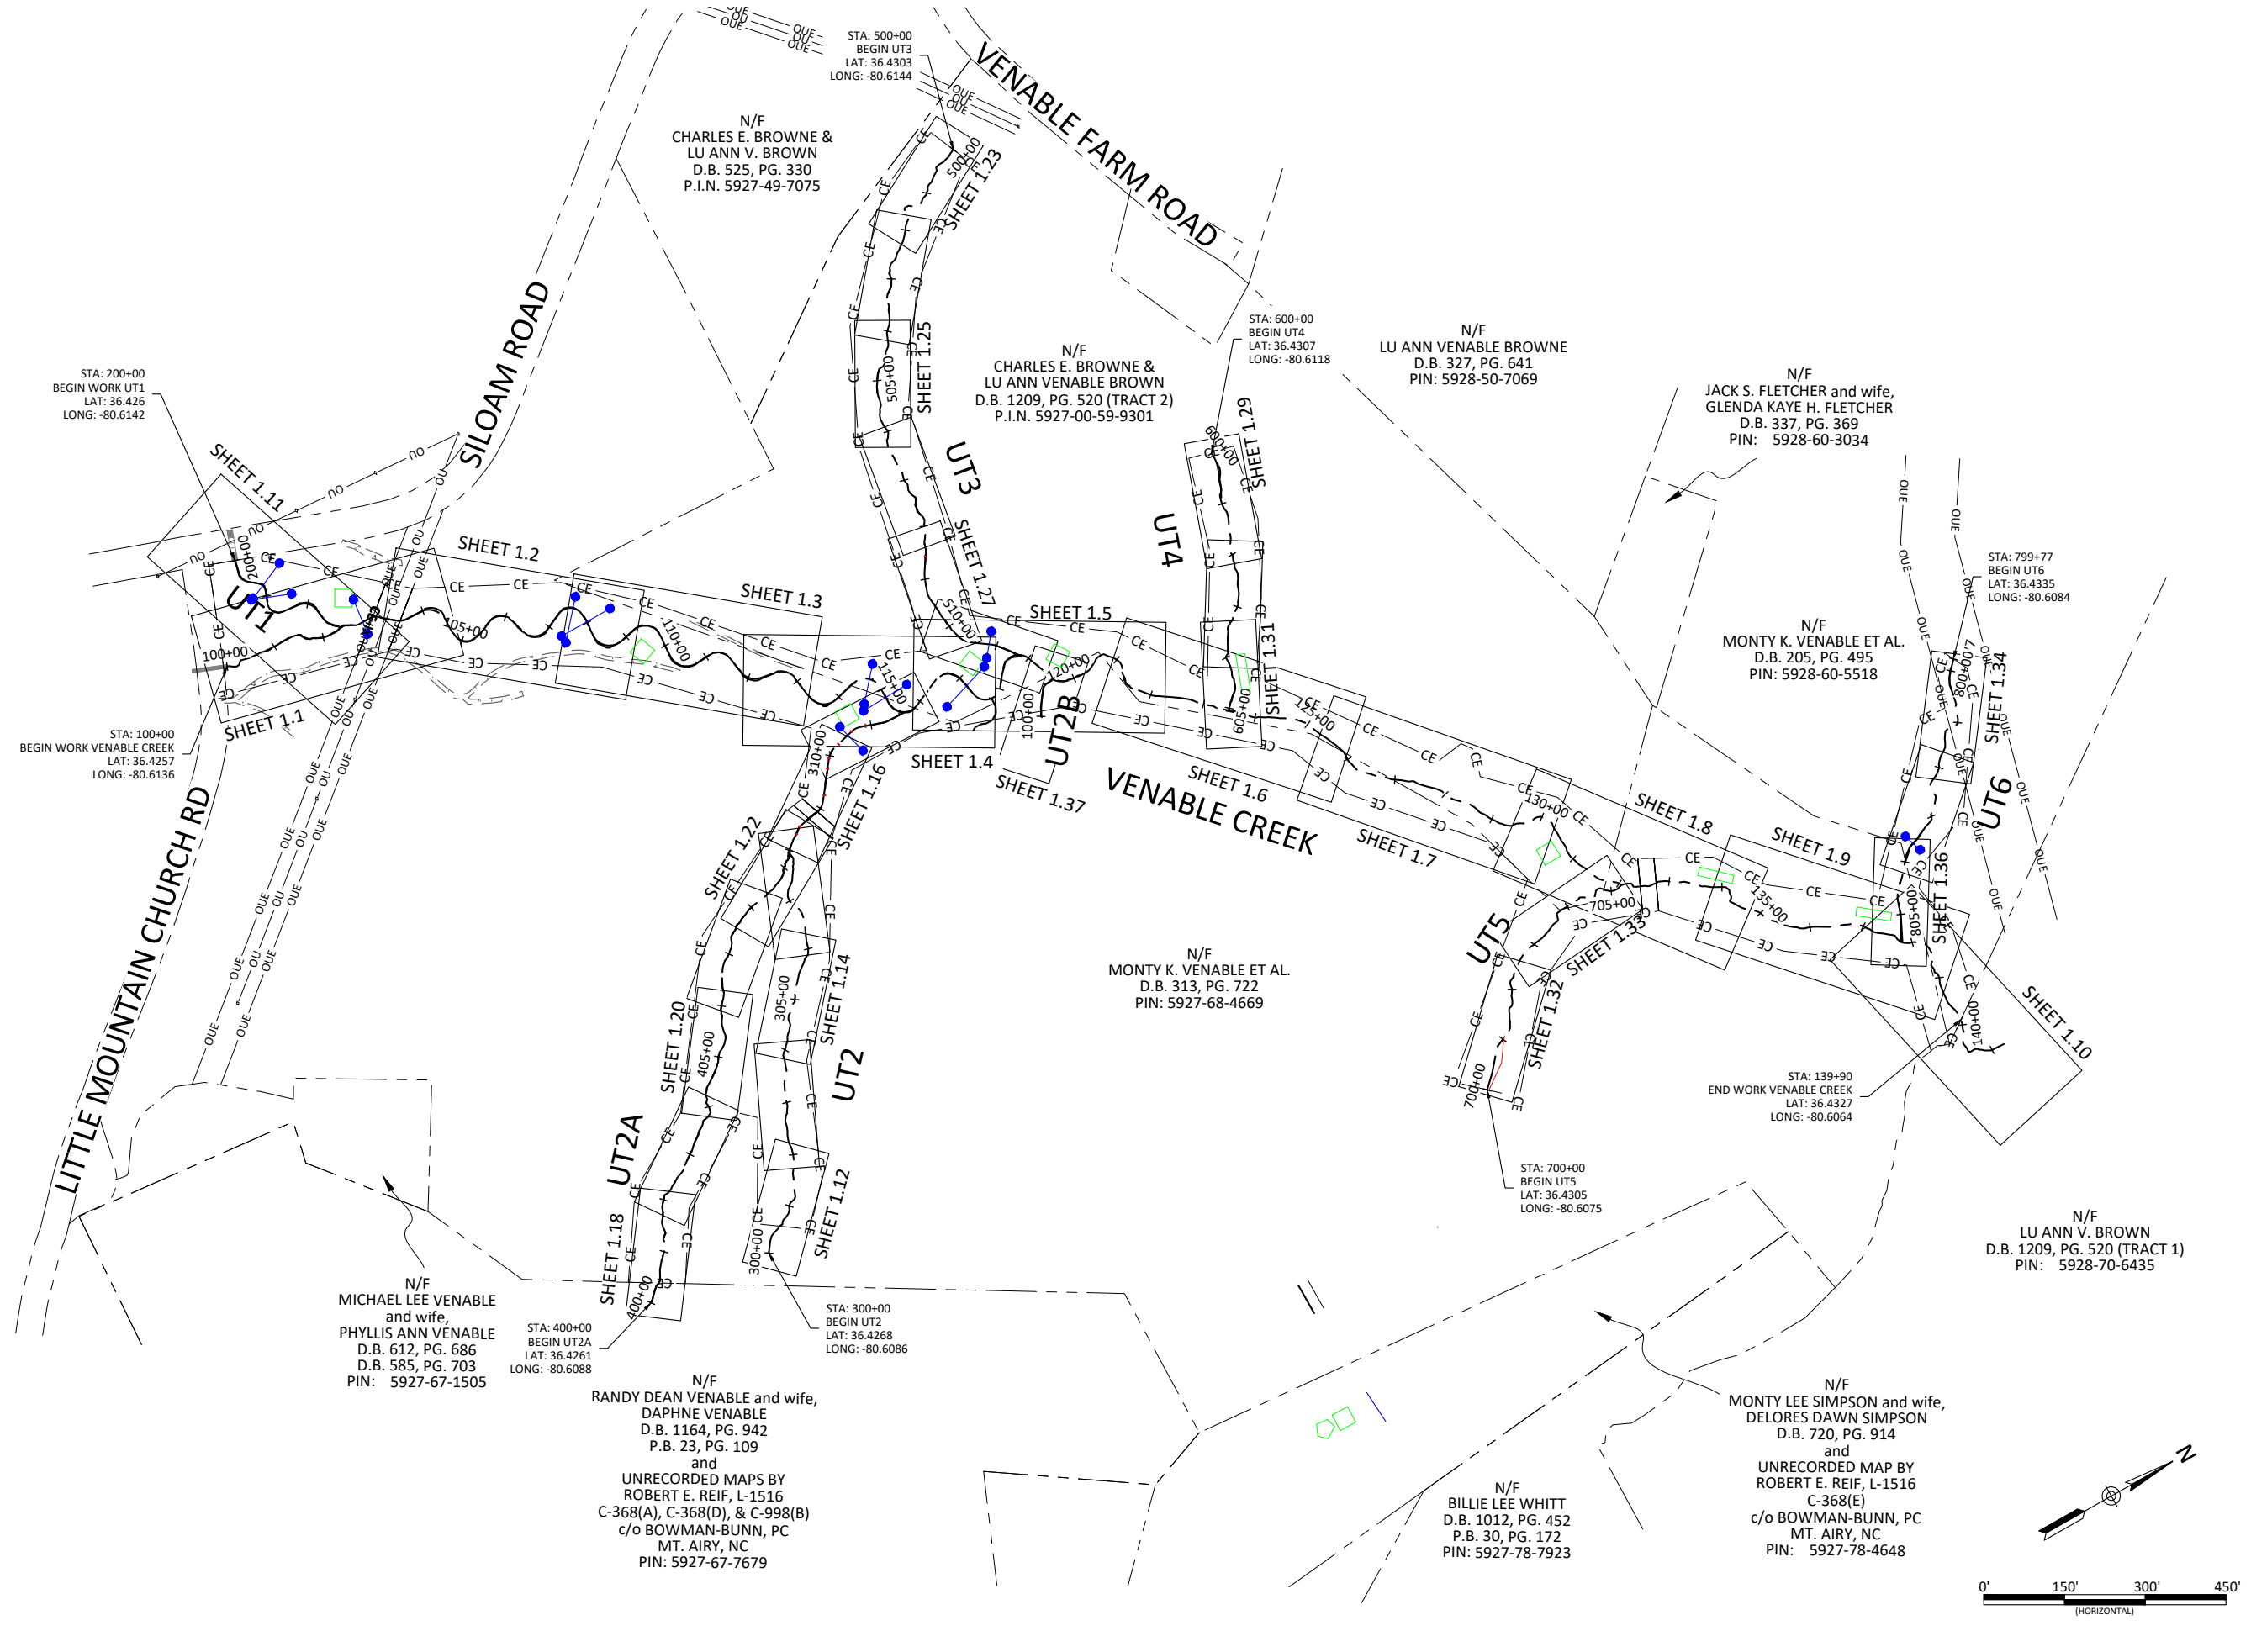 STA: 500+00
BEGIN UT3
LAT: 36.4303
LONG: -80.6144
VENABLE FARM ROAD
N/F
CHARLES E. BROWNE &
LU ANN V. BROWN
D.B. 525, PG. 330
P.I.N. 5927-49-7075
500+00
SHEET 1.23
SILOAM ROAD
STA: 200+00
BEGIN WORK UT1
LAT: 36.426
LONG: -80.6142
SHEET 1.11
SHEET 1.25
505+00
N/F
CHARLES E. BROWNE &
LU ANN VENABLE BROWN
D.B. 1209, PG. 520 (TRACT 2)
P.I.N. 5927-00-59-9301
STA: 600+00
BEGIN UT4
LAT: 36.4307
LONG: -80.6118
N/F
LU ANN VENABLE BROWNE
D.B. 327, PG. 641
PIN: 5928-50-7069
N/F
JACK S. FLETCHER and wife,
GLENDA KAYE H. FLETCHER
D.B. 337, PG. 369
PIN: 5928-60-3034
UT3
UT4
600+00
SHEET 1.29
STA: 799+77
BEGIN UT6
LAT: 36.4335
LONG: -80.6084
N/F
MONTY K. VENABLE ET AL.
D.B. 205, PG. 495
PIN: 5928-60-5518
200+00
UT1
100+00
SHEET 1.1
SHEET 1.2
105+00
SHEET 1.3
110+00
SHEET 1.27
510+00
SHEET 1.5
120+00
115+00
SHEET 1.4
100+00
UT2B
SHEET 1.37
SHEET 1.31
605+00
125+00
SHEET 1.6
VENABLE CREEK
SHEET 1.7
130+00
SHEET 1.8
SHEET 1.9
135+00
SHEET 1.34
800+00
UT6
SHEET 1.36
805+00
140+00
SHEET 1.10
STA: 100+00
BEGIN WORK VENABLE CREEK
LAT: 36.4257
LONG: -80.6136
LITTLE MOUNTAIN CHURCH RD
310+00
SHEET 1.16
SHEET 1.22
SHEET 1.14
305+00
SHEET 1.20
405+00
UT2
UT2A
SHEET 1.12
300+00
SHEET 1.18
400+00
N/F
MONTY K. VENABLE ET AL.
D.B. 313, PG. 722
PIN: 5927-68-4669
UT5
705+00
SHEET 1.33
SHEET 1.32
700+00
STA: 139+90
END WORK VENABLE CREEK
LAT: 36.4327
LONG: -80.6064
STA: 700+00
BEGIN UT5
LAT: 36.4305
LONG: -80.6075
N/F
LU ANN V. BROWN
D.B. 1209, PG. 520 (TRACT 1)
PIN: 5928-70-6435
N/F
MICHAEL LEE VENABLE
and wife,
PHYLLIS ANN VENABLE
D.B. 612, PG. 686
D.B. 585, PG. 703
PIN: 5927-67-1505
STA: 400+00
BEGIN UT2A
LAT: 36.4261
LONG: -80.6088
STA: 300+00
BEGIN UT2
LAT: 36.4268
LONG: -80.6086
N/F
RANDY DEAN VENABLE and wife,
DAPHNE VENABLE
D.B. 1164, PG. 942
P.B. 23, PG. 109
and
UNRECORDED MAPS BY
ROBERT E. REIF, L-1516
C-368(A), C-368(D), & C-998(B)
c/o BOWMAN-BUNN, PC
MT. AIRY, NC
PIN: 5927-67-7679
N/F
BILLIE LEE WHITT
D.B. 1012, PG. 452
P.B. 30, PG. 172
PIN: 5927-78-7923
N/F
MONTY LEE SIMPSON and wife,
DELORES DAWN SIMPSON
D.B. 720, PG. 914
and
UNRECORDED MAP BY
ROBERT E. REIF, L-1516
C-368(E)
c/o BOWMAN-BUNN, PC
MT. AIRY, NC
PIN: 5927-78-4648
N
0' 150' 300' 450'
(HORIZONTAL)